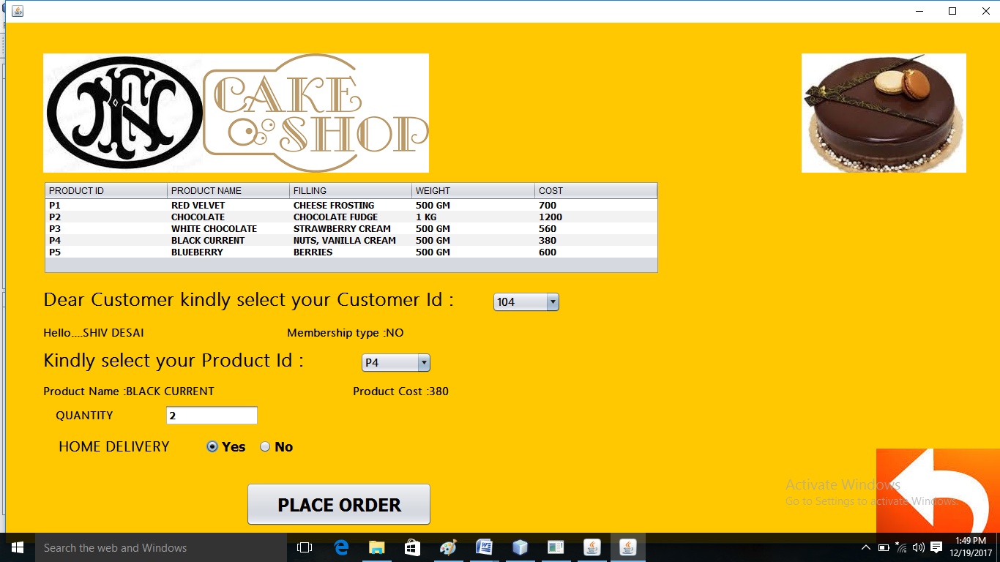 FN
CAKE
SHOP
PRODUCT ID PRODUCT NAME FILLING WEIGHT COST
P1 RED VELVET CHEESE FROSTING 500 GM 700
P2 CHOCOLATE CHOCOLATE FUDGE 1 KG 1200
P3 WHITE CHOCOLATE STRAWBERRY CREAM 500 GM 560
P4 BLACK CURRENT NUTS, VANILLA CREAM 500 GM 380
P5 BLUEBERRY BERRIES 500 GM 600
Dear Customer kindly select your Customer Id : 104
Hello....SHIV DESAI Membership type :NO
Kindly select your Product Id : P4
Product Name :BLACK CURRENT Product Cost :380
QUANTITY 2
HOME DELIVERY Yes No
PLACE ORDER
Activate Windows
Go to Settings to activate Windows.
Search the web and Windows
1:49 PM
12/19/2017